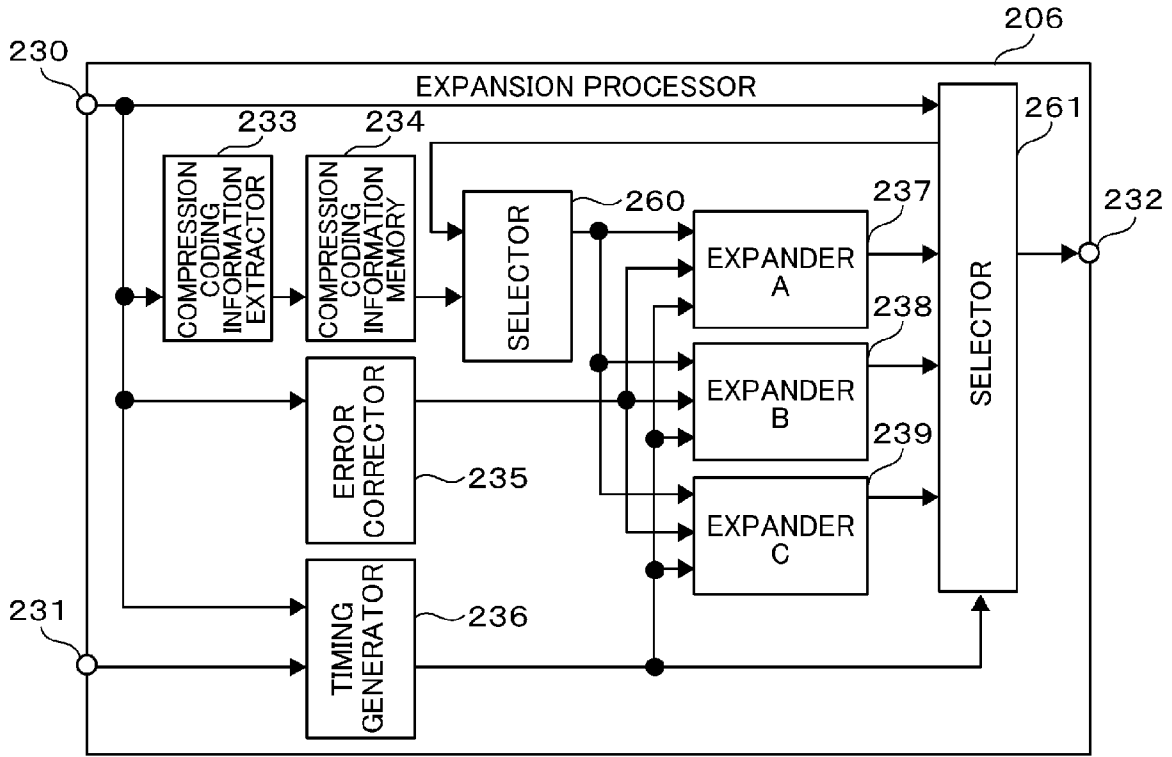 206
230
EXPANSION PROCESSOR
233
234
261
COMPRESSION
CODING
INFORMATION
EXTRACTOR
COMPRESSION
CODING
INFORMATION
MEMORY
SELECTOR
260
237
EXPANDER
A
232
238
EXPANDER
B
SELECTOR
ERROR
CORRECTOR
235
239
EXPANDER
C
231
TIMING
GENERATOR
236